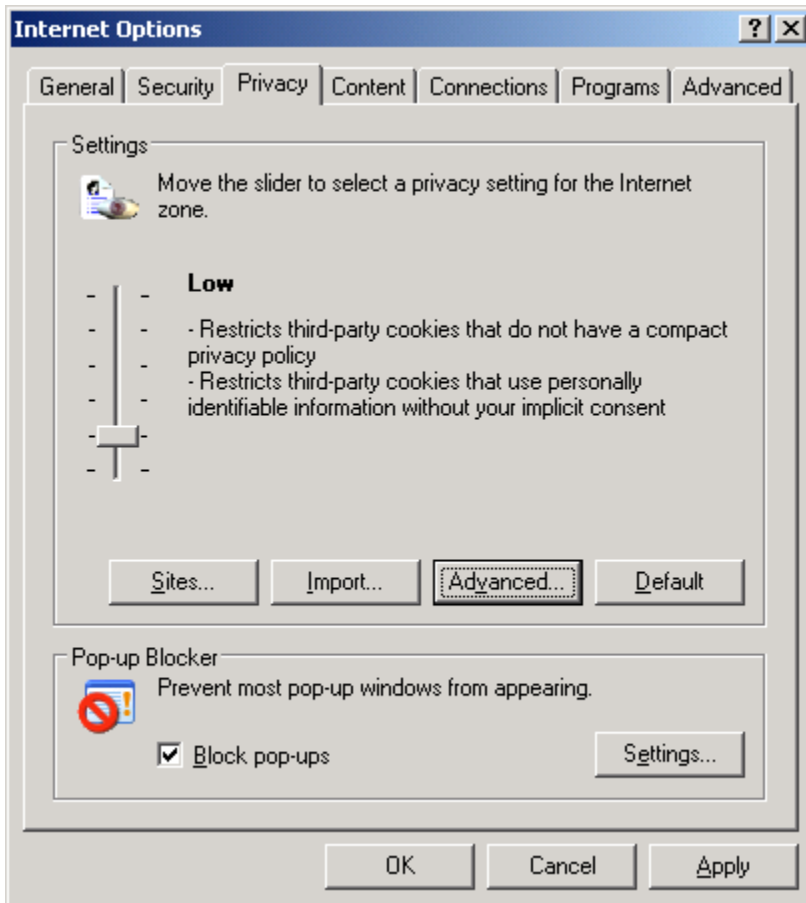 Internet Options
General Security Privacy Content Connections Programs Advanced
Settings
Move the slider to select a privacy setting for the Internet
zone.
Low
- Restricts third-party cookies that do not have a compact
privacy policy
- Restricts third-party cookies that use personally
identifiable information without your implicit consent
Sites... Import... Advanced... Default
Pop-up Blocker
Prevent most pop-up windows from appearing.
Block pop-ups Settings...
OK Cancel Apply